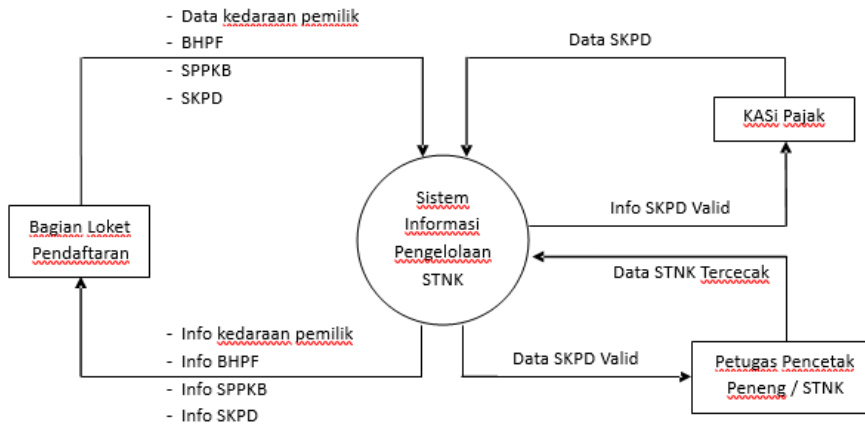 - Data kedaraan pemilik
- BHPF
- SPPKB
- SKPD
Data SKPD
KASi Pajak
Bagian Loket
Pendaftaran
Sistem
Informasi
Pengelolaan
STNK
Info SKPD Valid
Data STNK Tercecak
- Info kedaraan pemilik
- Info BHPF
- Info SPPKB
- Info SKPD
Data SKPD Valid
Petugas Pencetak
Peneng / STNK